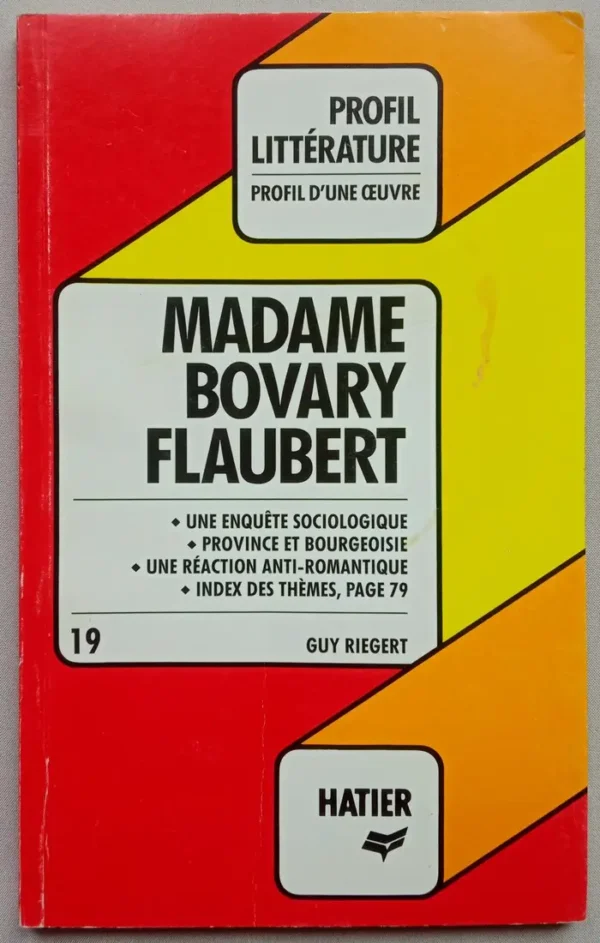 PROFIL
LITTÉRATURE
PROFIL D'UNE ŒUVRE
MADAME
BOVARY
FLAUBERT
◆ UNE ENQUÊTE SOCIOLOGIQUE
◆ PROVINCE ET BOURGEOISIE
◆ UNE RÉACTION ANTI-ROMANTIQUE
◆ INDEX DES THÈMES, PAGE 79
19 GUY RIEGERT
HATIER